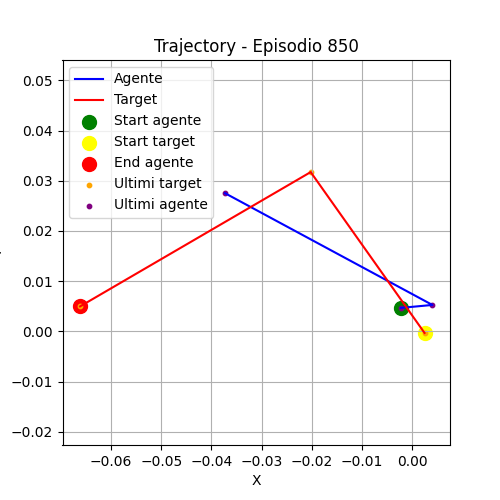 Trajectory - Episodio 850
Agente
Target
Start agente
Start target
End agente
Ultimi target
Ultimi agente
0.05
0.04
0.03
0.02
0.01
0.00
−0.01
−0.02
−0.06
−0.05
−0.04
−0.03
−0.02
−0.01
0.00
X